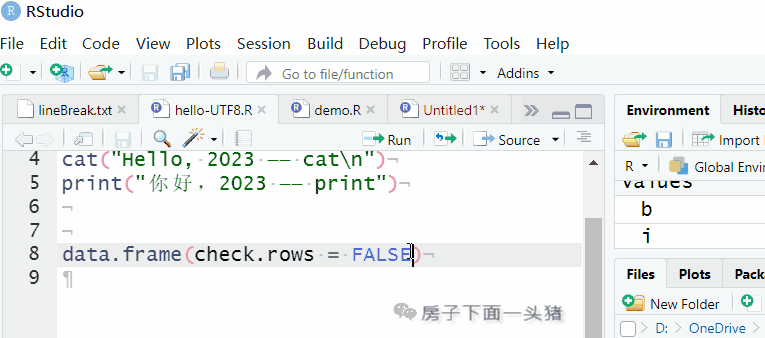 RStudio
File Edit Code View Plots Session Build Debug Profile Tools Help
Go to file/function Addins
lineBreak.txt hello-UTF8.R demo.R Untitled1*
Run Source
4 cat("Hello, 2023 —— cat\n")
5 print("你好，2023 —— print")
6
7
8 data.frame(check.rows = FALSE)
9
Environment Histo
Import
R Global Envi
values
b
i
Files Plots Pack
New Folder
D: OneDrive
房子下面一头猪